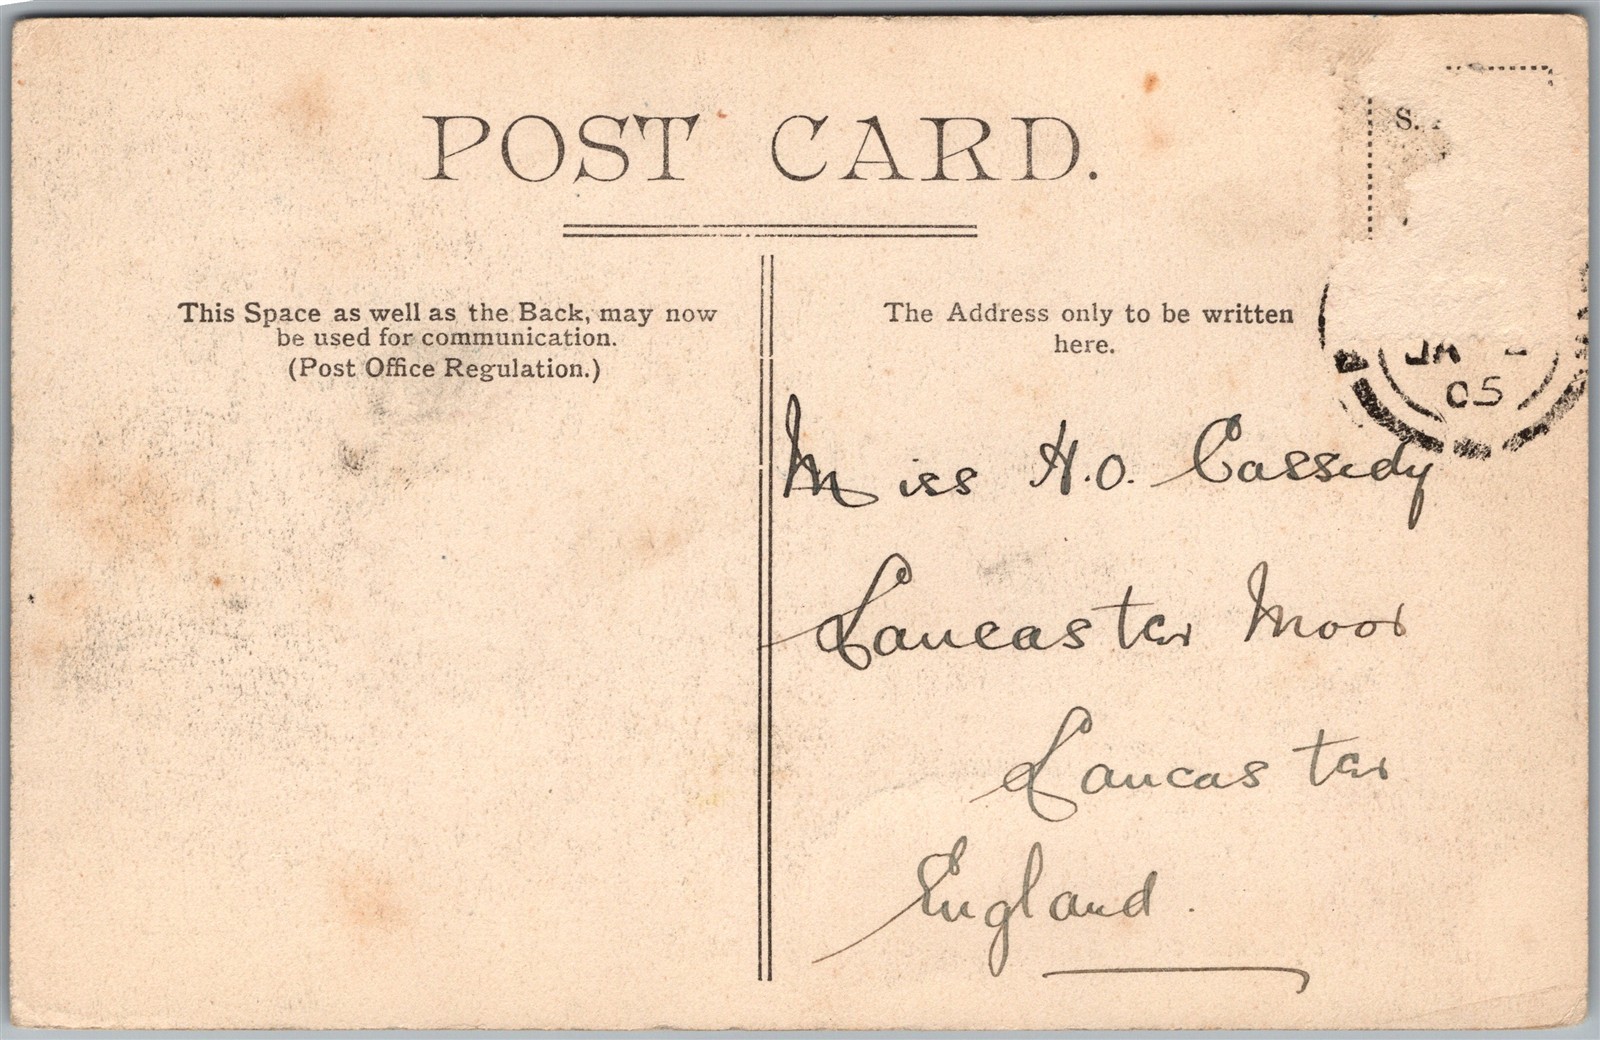 POST CARD.
S.
This Space as well as the Back, may now
be used for communication.
(Post Office Regulation.)
The Address only to be written
here.
JA
05
Miss H.O. Cassidy
Lancaster Moor
Lancaster
England.